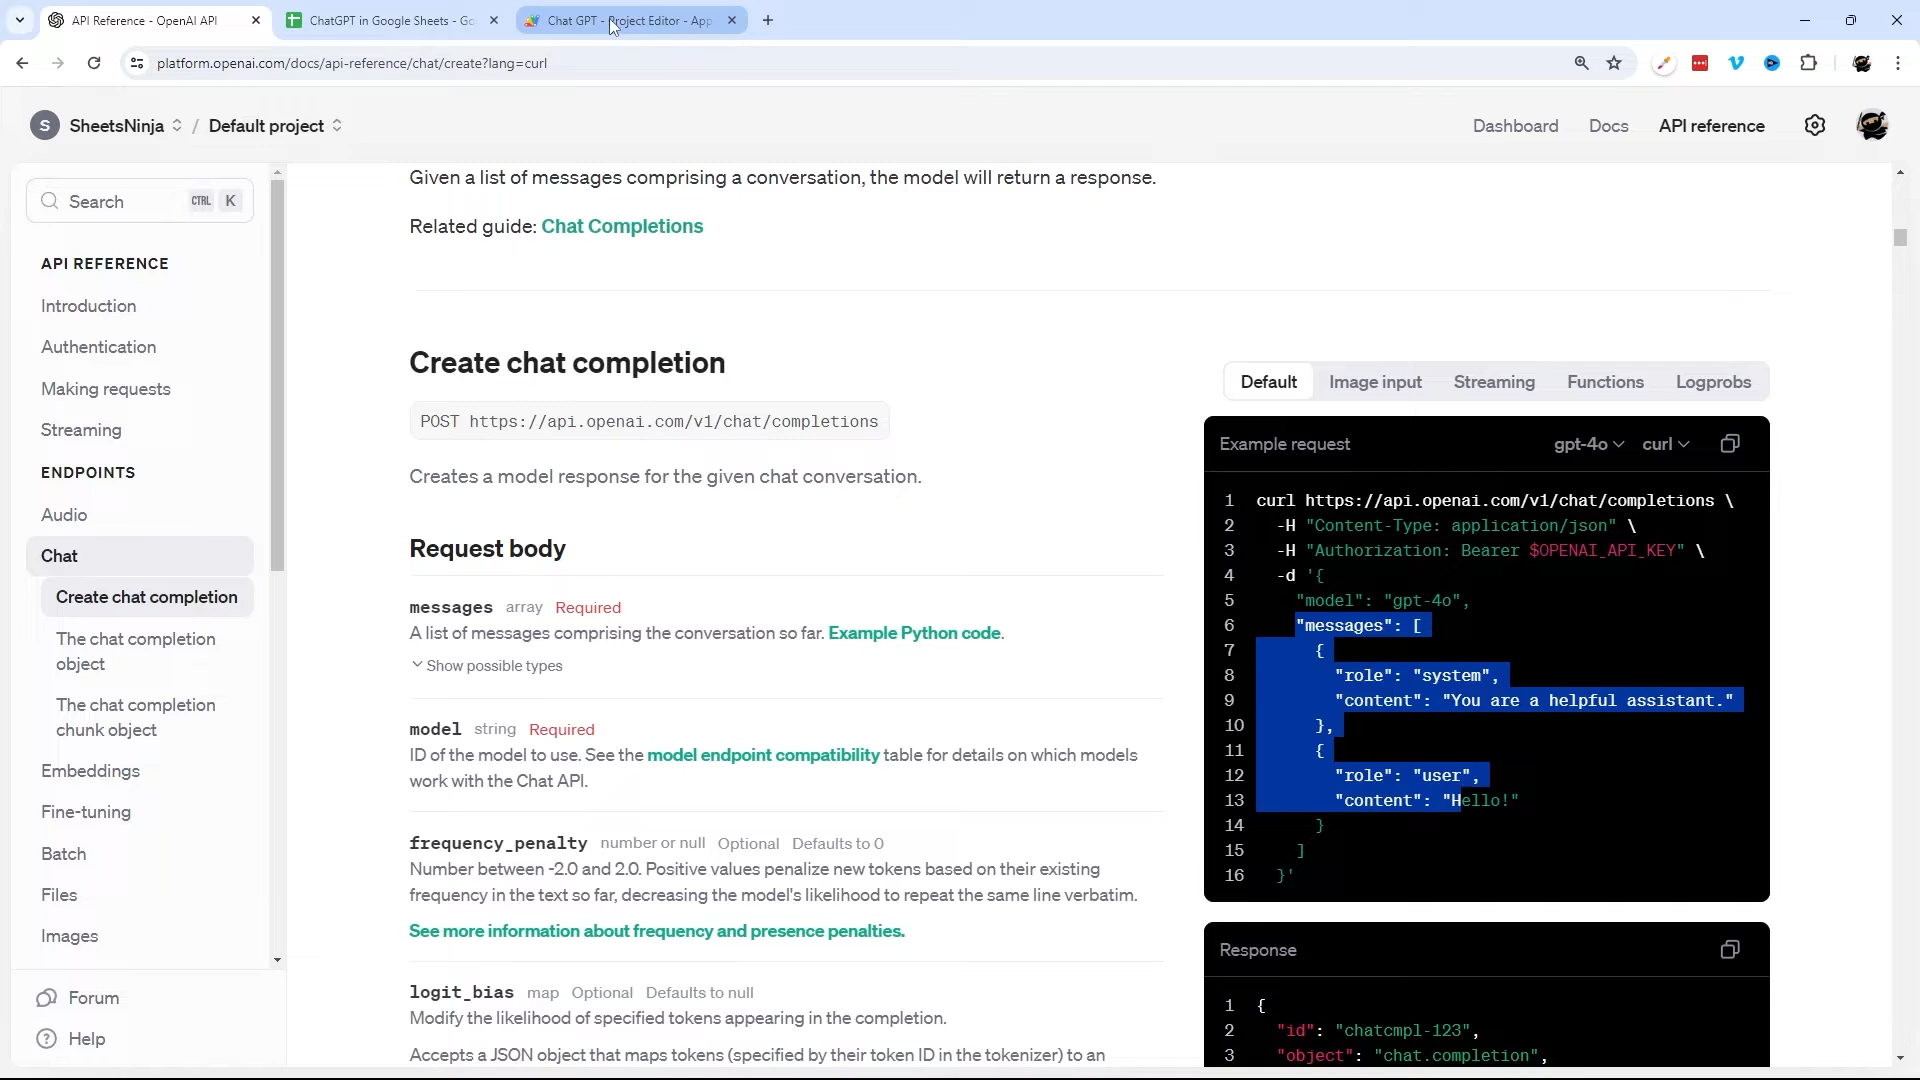 API Reference - OpenAI API
ChatGPT in Google Sheets - Go
Chat GPT - Project Editor - App
platform.openai.com/docs/api-reference/chat/create?lang=curl
S SheetsNinja / Default project
Dashboard Docs API reference
Search CTRL K
API REFERENCE
Introduction
Authentication
Making requests
Streaming
ENDPOINTS
Audio
Chat
Create chat completion
The chat completion
object
The chat completion
chunk object
Embeddings
Fine-tuning
Batch
Files
Images
Forum
Help
Given a list of messages comprising a conversation, the model will return a response.
Related guide: Chat Completions
Create chat completion
POST https://api.openai.com/v1/chat/completions
Creates a model response for the given chat conversation.
Request body
messages array Required
A list of messages comprising the conversation so far. Example Python code.
Show possible types
model string Required
ID of the model to use. See the model endpoint compatibility table for details on which models
work with the Chat API.
frequency_penalty number or null Optional Defaults to 0
Number between -2.0 and 2.0. Positive values penalize new tokens based on their existing
frequency in the text so far, decreasing the model's likelihood to repeat the same line verbatim.
See more information about frequency and presence penalties.
logit_bias map Optional Defaults to null
Modify the likelihood of specified tokens appearing in the completion.
Accepts a JSON object that maps tokens (specified by their token ID in the tokenizer) to an
Default Image input Streaming Functions Logprobs
Example request gpt-4o curl
1 curl https://api.openai.com/v1/chat/completions \
2 -H "Content-Type: application/json" \
3 -H "Authorization: Bearer $OPENAI_API_KEY" \
4 -d '{
5 "model": "gpt-4o",
6 "messages": [
7 {
8 "role": "system",
9 "content": "You are a helpful assistant."
10 },
11 {
12 "role": "user",
13 "content": "Hello!"
14 }
15 ]
16 }'
Response
1 {
2 "id": "chatcmpl-123",
3 "object": "chat.completion",